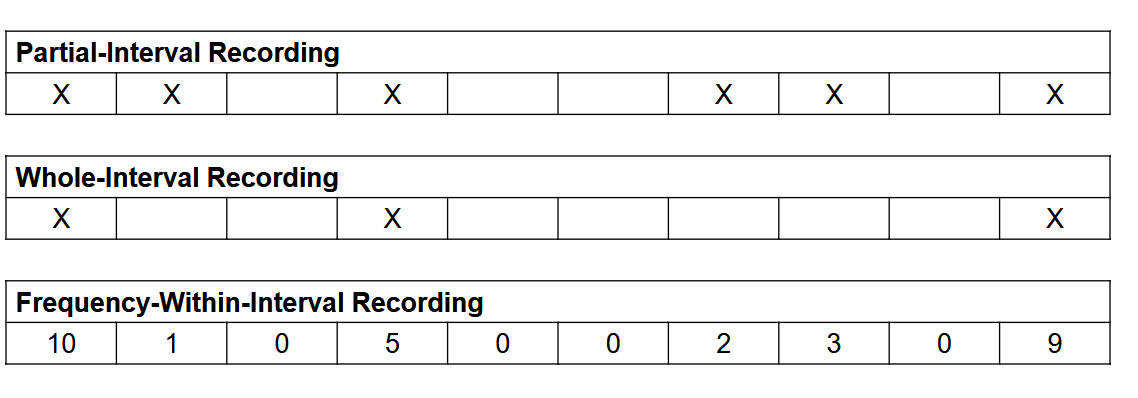 Partial-Interval Recording
X X X X X X
Whole-Interval Recording
X X X
Frequency-Within-Interval Recording
10 1 0 5 0 0 2 3 0 9